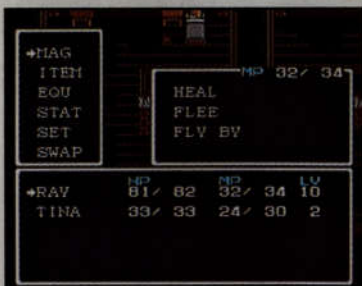 MAG
ITEM
EQU
STAT
SET
SWAP
MP 32/ 34
HEAL
FLEE
FLY BY
HP MP LV
RAY 81/ 82 32/ 34 10
TINA 33/ 33 24/ 30 2